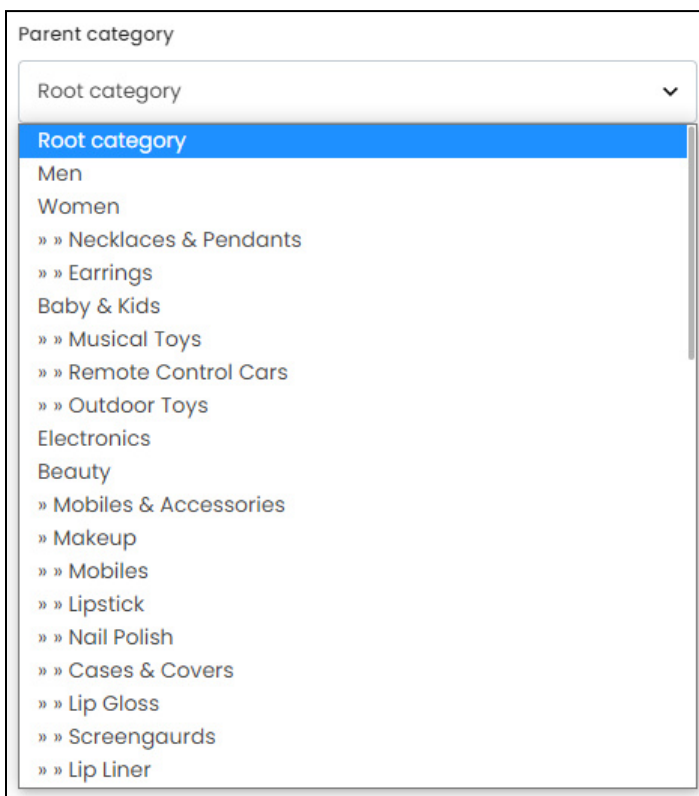 Parent category
Root category
Root category
Men
Women
» » Necklaces & Pendants
» » Earrings
Baby & Kids
» » Musical Toys
» » Remote Control Cars
» » Outdoor Toys
Electronics
Beauty
» Mobiles & Accessories
» Makeup
» » Mobiles
» » Lipstick
» » Nail Polish
» » Cases & Covers
» » Lip Gloss
» » Screengaurds
» » Lip Liner